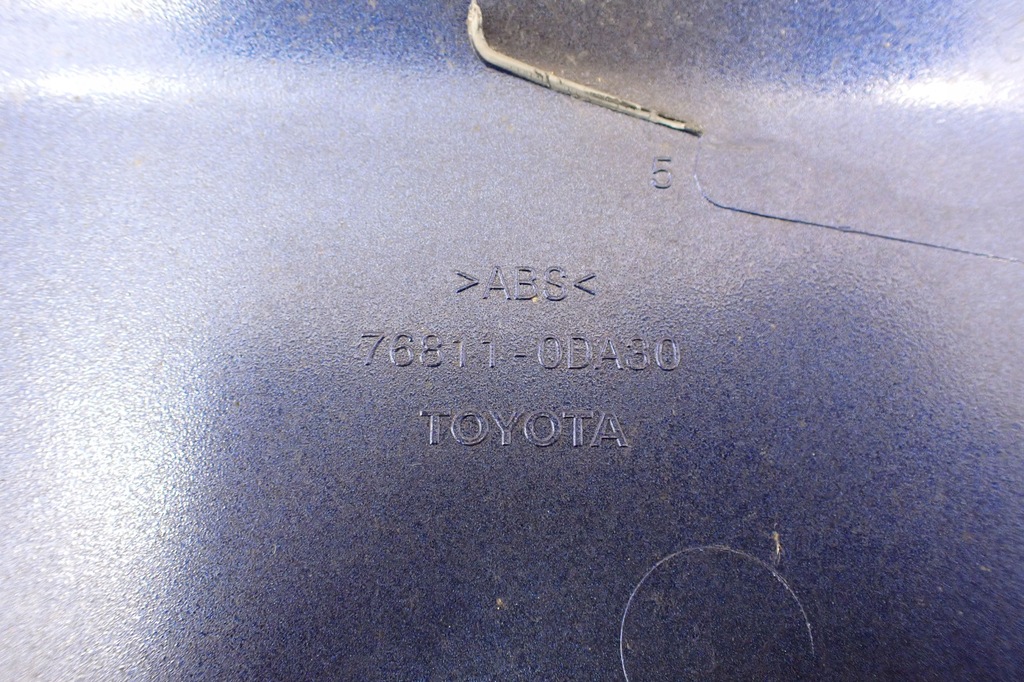 5
>ABS<
76811-0DA30
TOYOTA